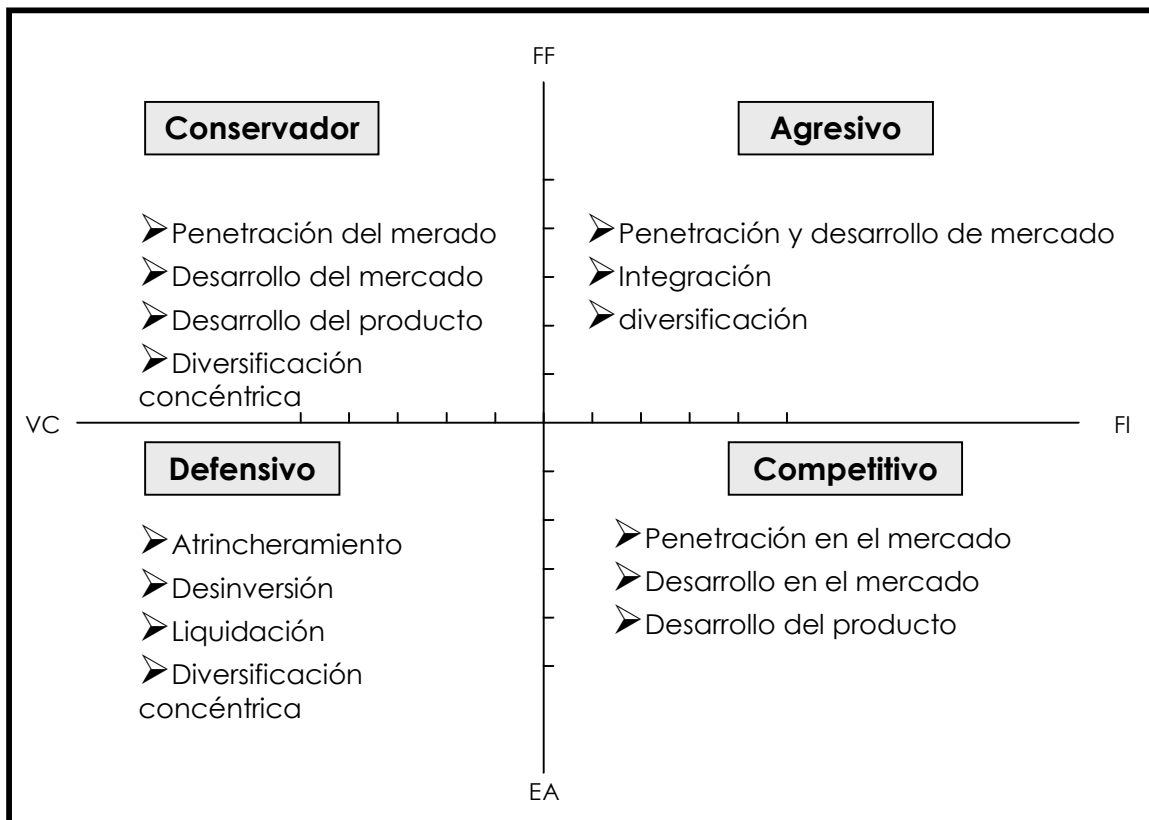 FF
Conservador
Penetración del merado
Desarrollo del mercado
Desarrollo del producto
Diversificación
concéntrica
Agresivo
Penetración y desarrollo de mercado
Integración
diversificación
VC
FI
Defensivo
Atrincheramiento
Desinversión
Liquidación
Diversificación
concéntrica
Competitivo
Penetración en el mercado
Desarrollo en el mercado
Desarrollo del producto
EA